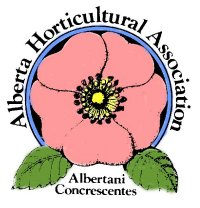 Alberta Horticultural Association
Albertani
Concrescentes